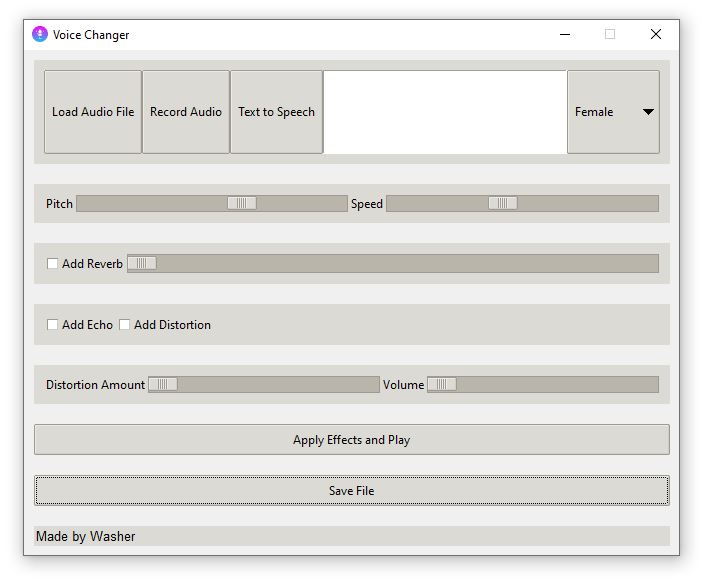 Voice Changer
Load Audio File Record Audio Text to Speech Female
Pitch Speed
Add Reverb
Add Echo Add Distortion
Distortion Amount Volume
Apply Effects and Play
Save File
Made by Washer